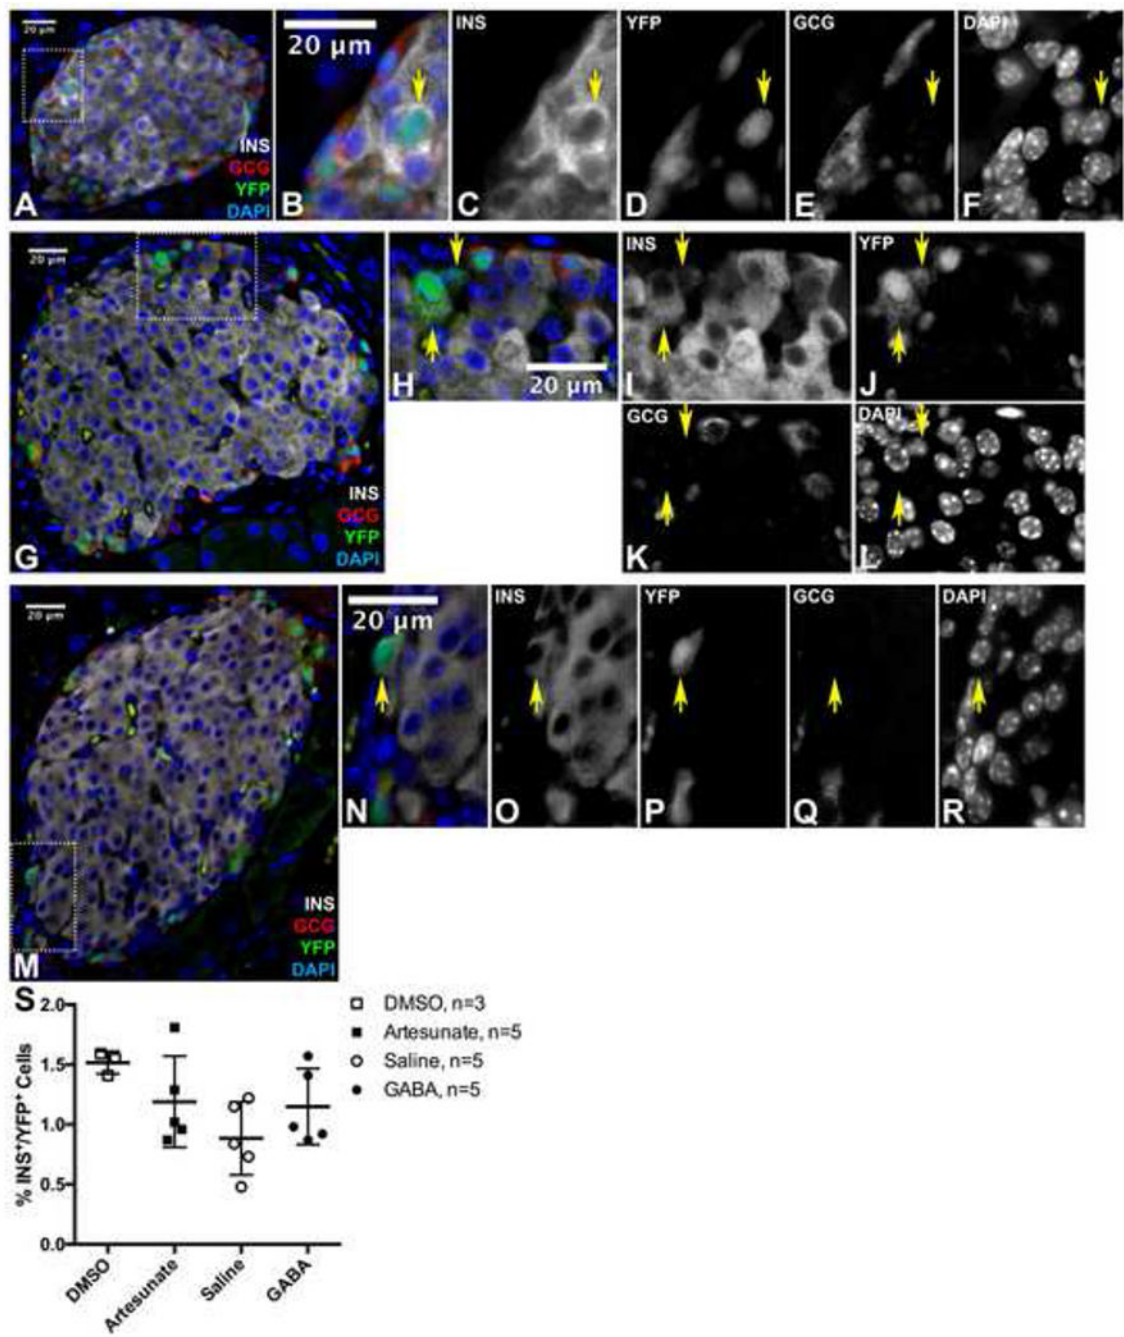 20 µm
INS
GCG
YFP
DAPI
A
20 µm
B
INS
C
YFP
D
GCG
E
DAPI
F
20 µm
INS
GCG
YFP
DAPI
G
H
20 µm
INS
I
YFP
J
GCG
K
DAPI
L
20 µm
INS
GCG
YFP
DAPI
M
20 µm
N
INS
O
YFP
P
GCG
Q
DAPI
R
S
% INS⁺/YFP⁺ Cells
2.0
1.5
1.0
0.5
0.0
DMSO
Artesunate
Saline
GABA
DMSO, n=3
Artesunate, n=5
Saline, n=5
GABA, n=5